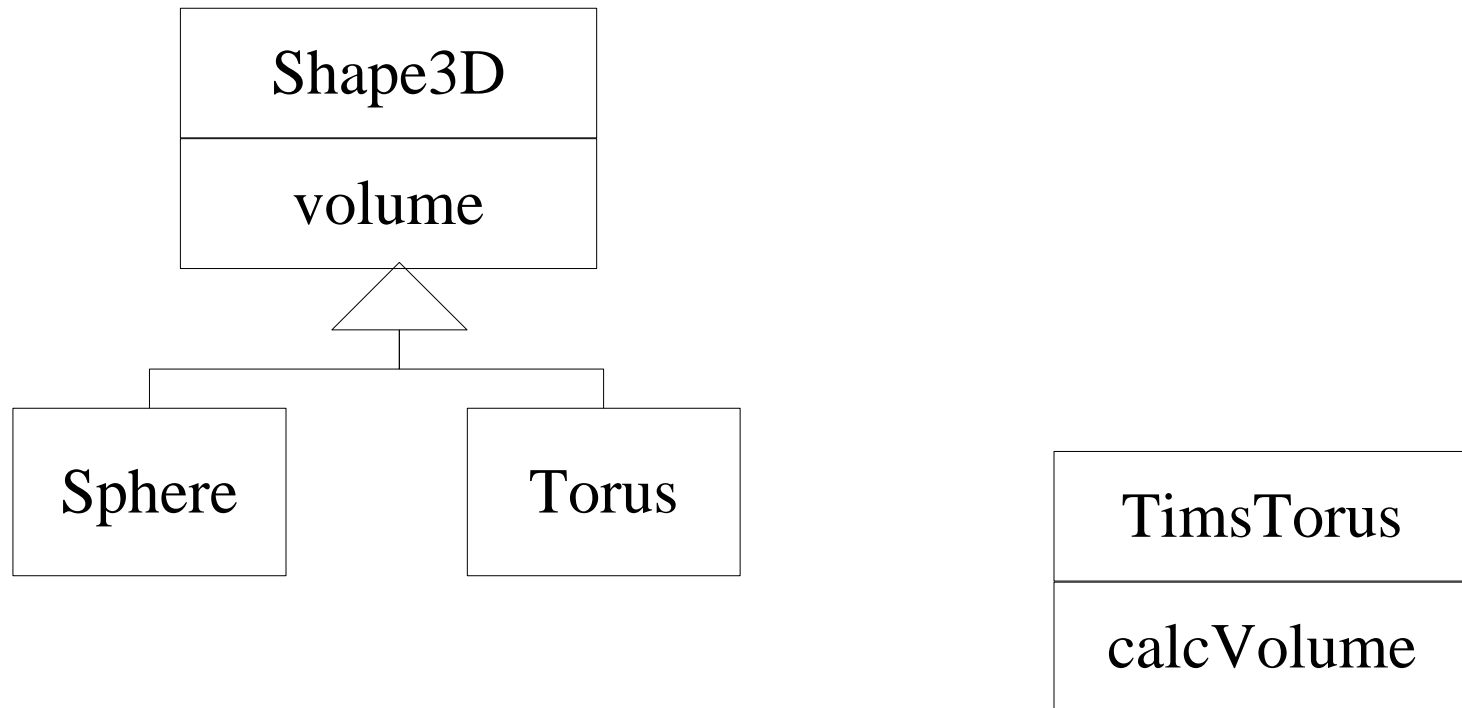 Shape3D
volume
Sphere
Torus
TimsTorus
calcVolume